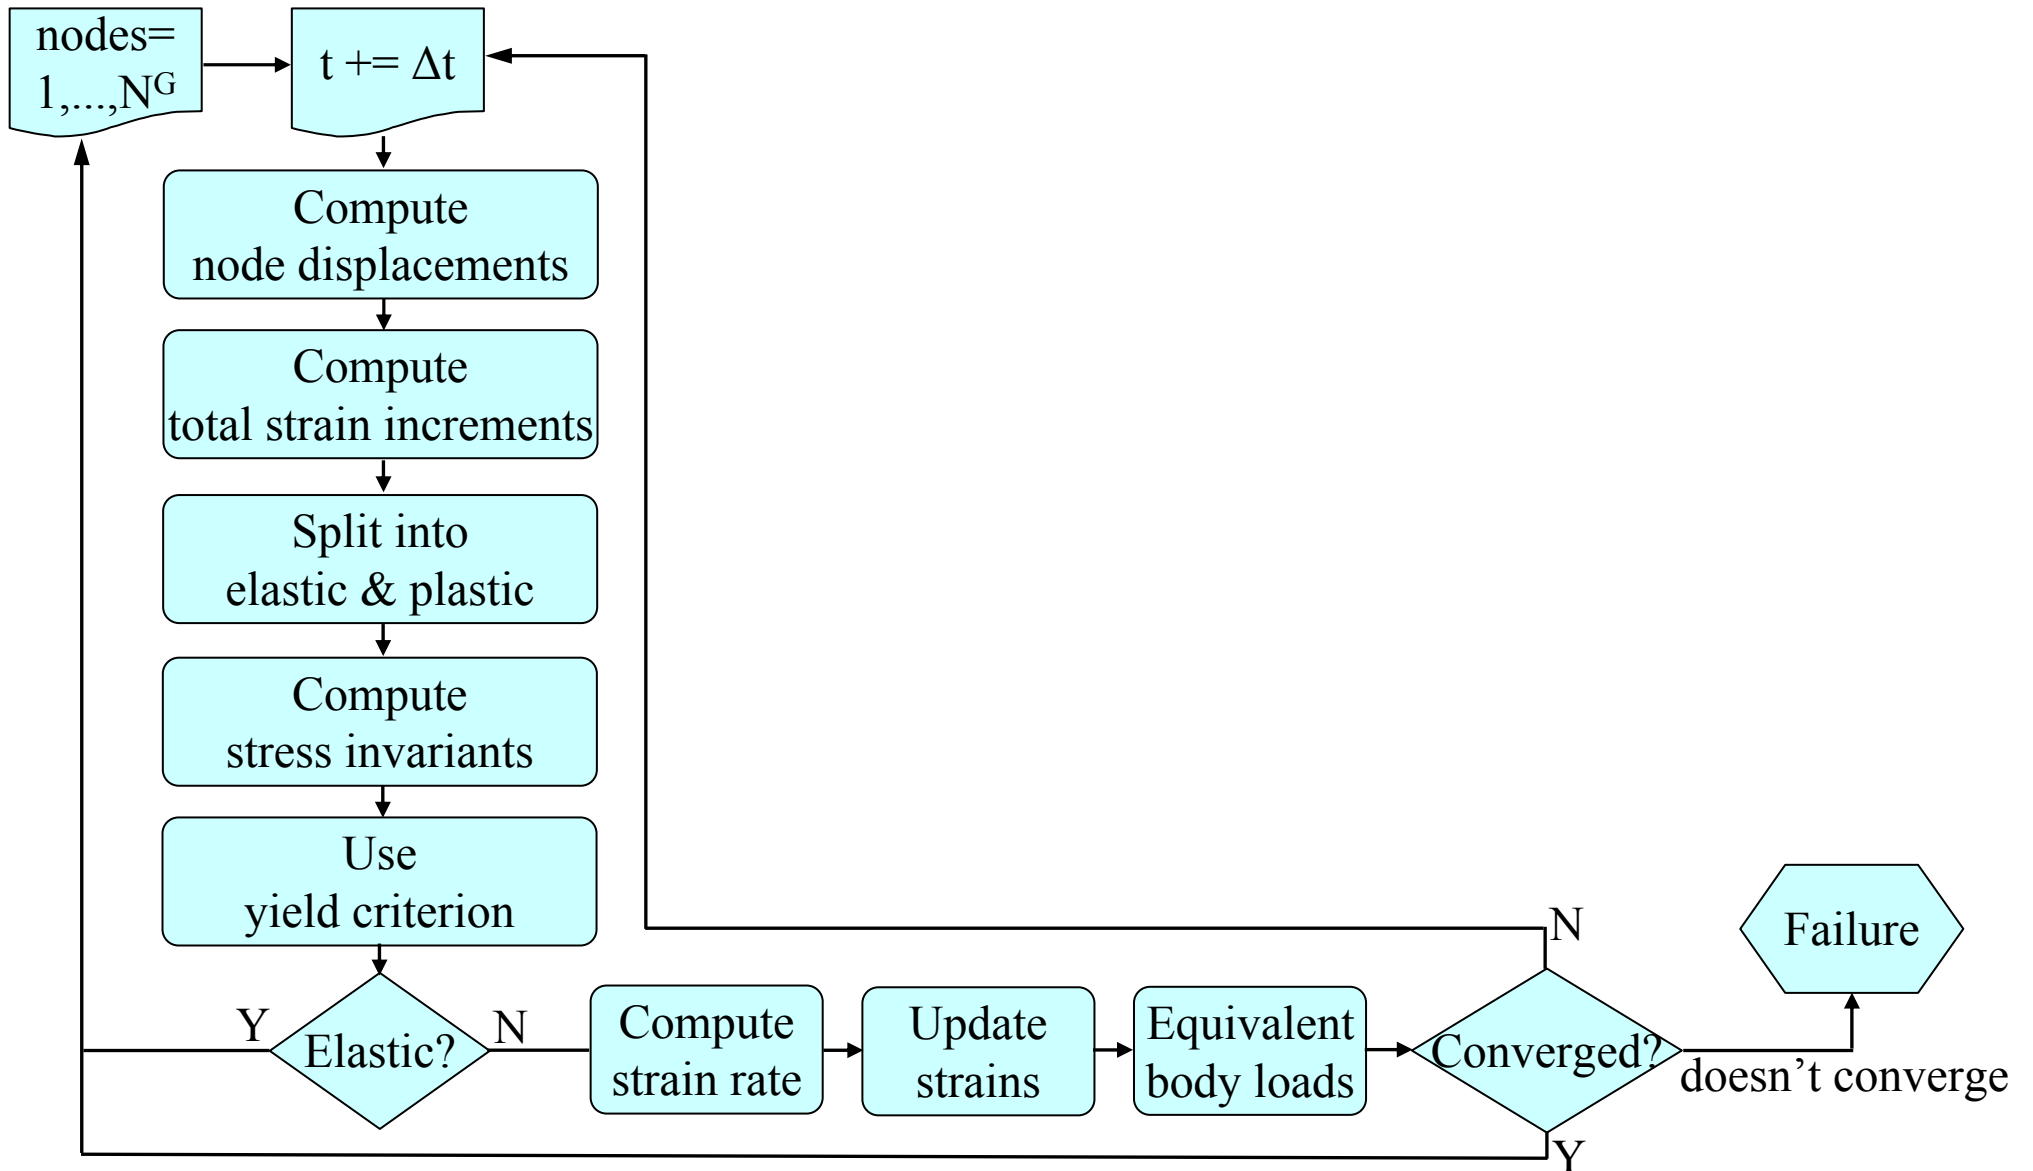 nodes=
1,...,N^G
t += Δt
Compute
node displacements
Compute
total strain increments
Split into
elastic & plastic
Compute
stress invariants
Use
yield criterion
Elastic?
Y
N
Compute
strain rate
Update
strains
Equivalent
body loads
Converged?
N
Y
doesn’t converge
Failure